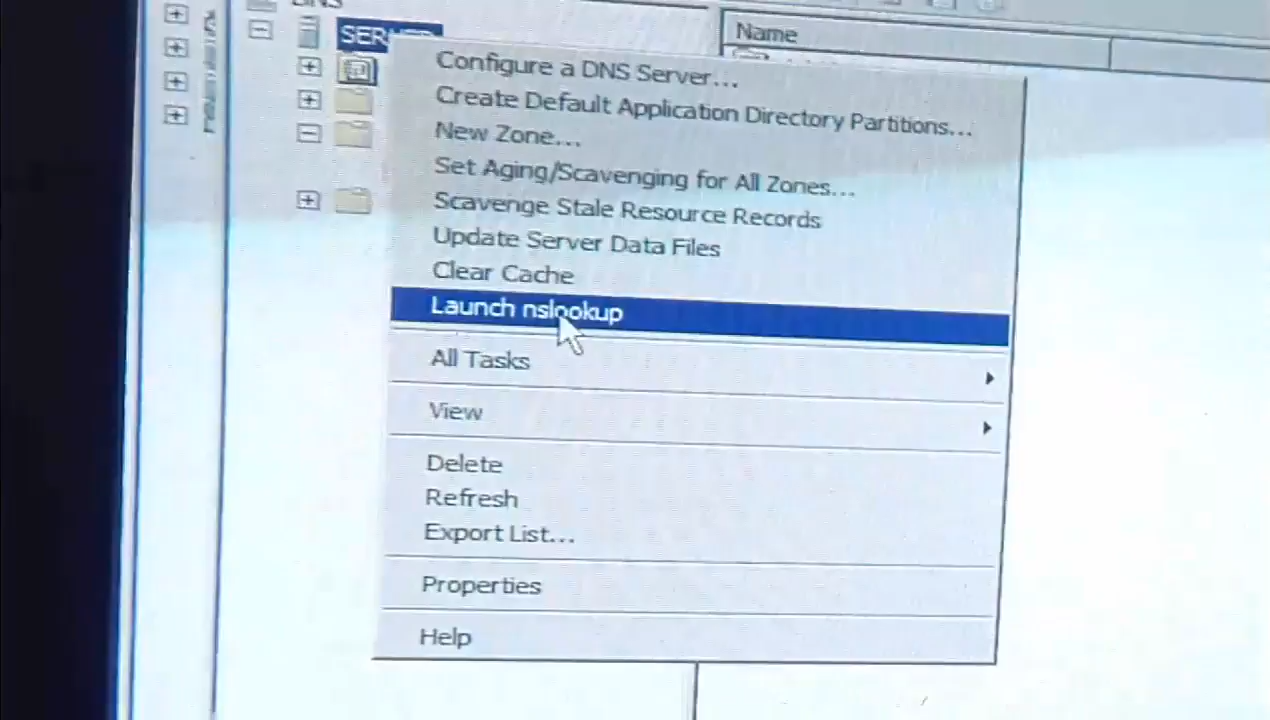 DNS
SERVER
Name
Configure a DNS Server...
Create Default Application Directory Partitions...
New Zone...
Set Aging/Scavenging for All Zones...
Scavenge Stale Resource Records
Update Server Data Files
Clear Cache
Launch nslookup
All Tasks
View
Delete
Refresh
Export List...
Properties
Help